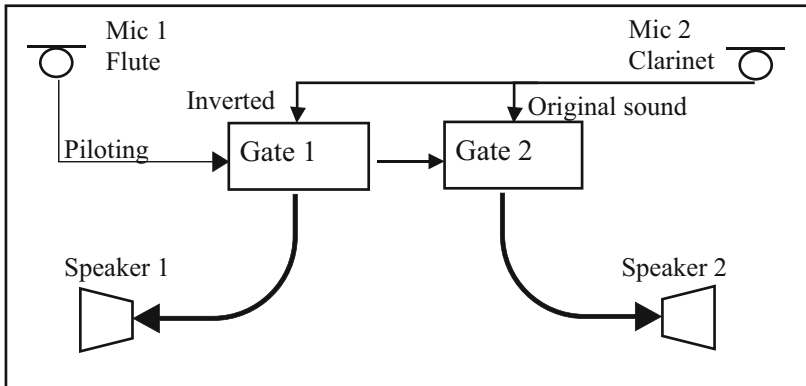 Mic 1
Flute
Mic 2
Clarinet
Inverted
Original sound
Piloting
Gate 1
Gate 2
Speaker 1
Speaker 2